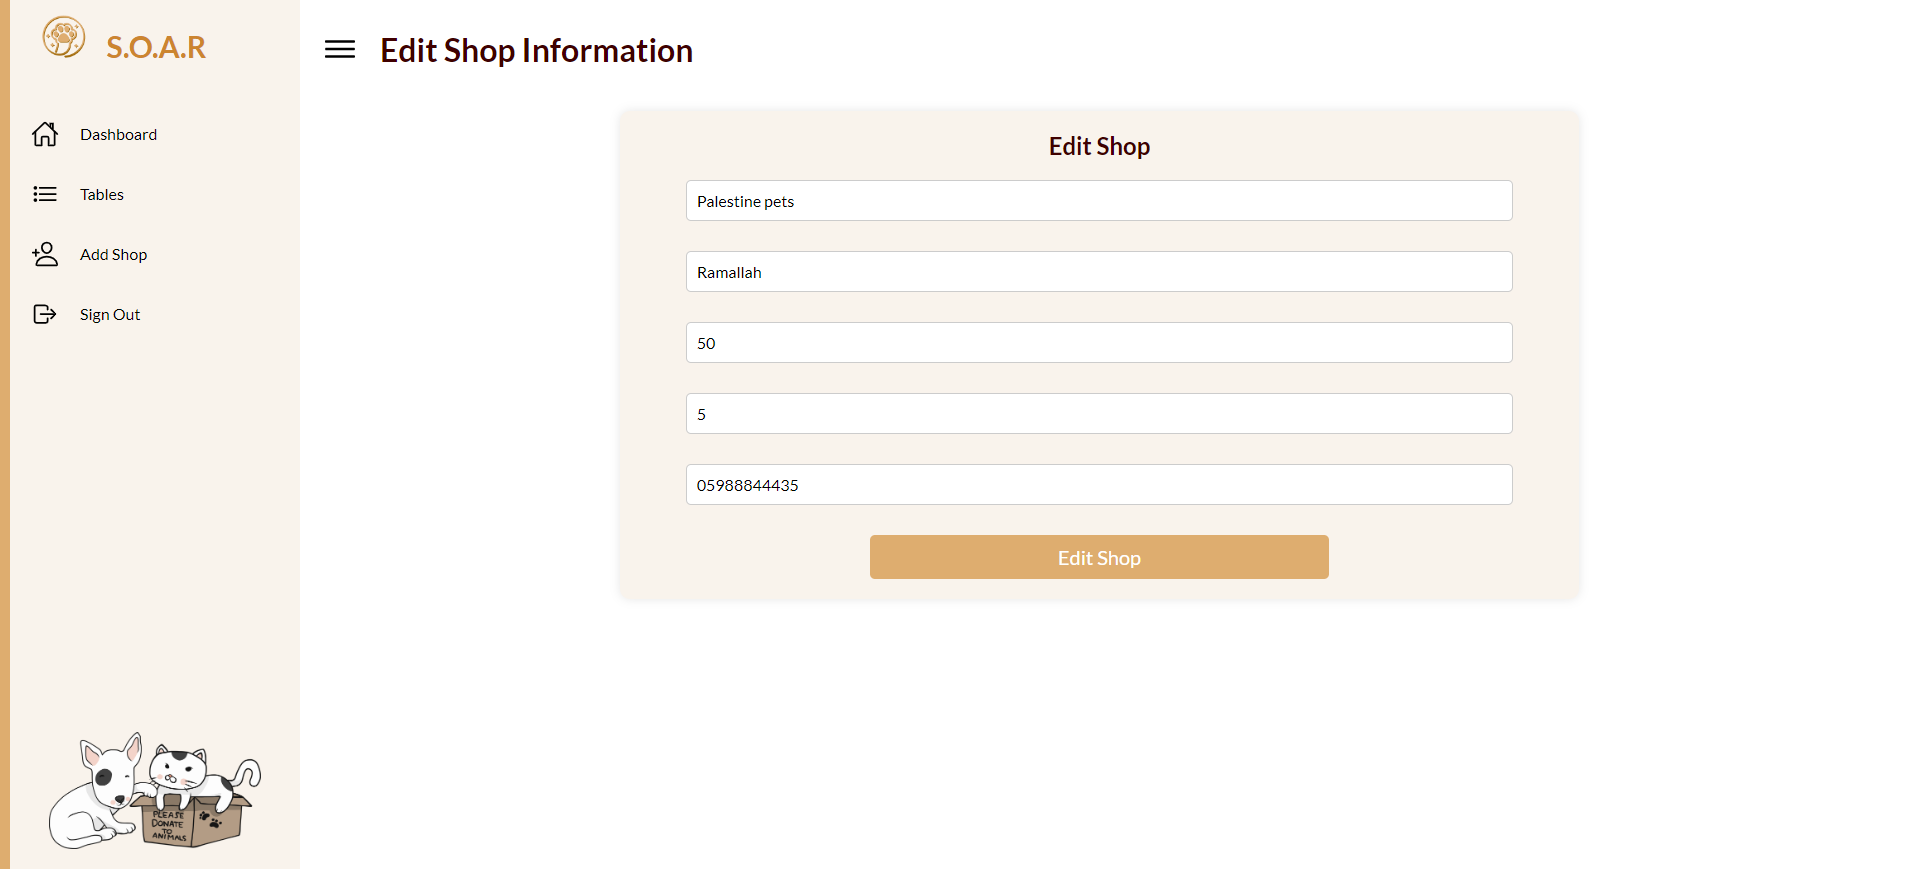 S.O.A.R
Dashboard
Tables
Add Shop
Sign Out
PLEASE
DONATE
TO
ANIMALS
Edit Shop Information
Edit Shop
Palestine pets
Ramallah
50
5
05988844435
Edit Shop